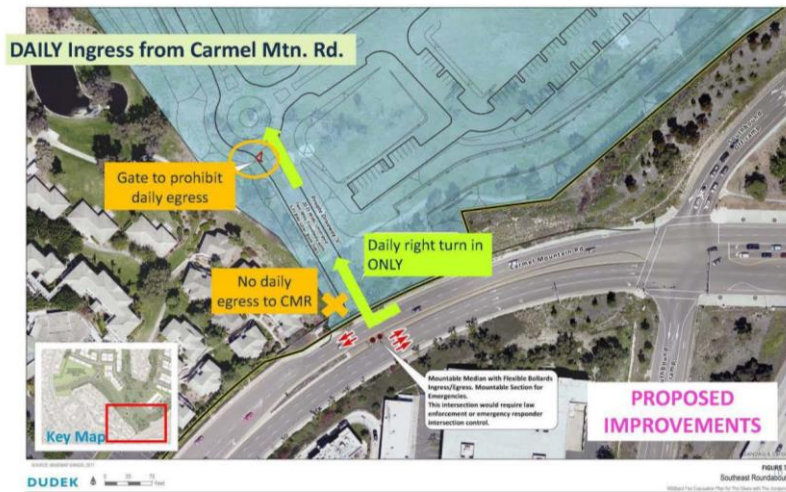 DAILY Ingress from Carmel Mtn. Rd.
Gate to prohibit
daily egress
Daily right turn in
ONLY
No daily
egress to CMR
Carmel Mountain Rd
Mountable Median with Flexible Bollards
Ingress/Egress. Mountable Section for
Emergencies.
This intersection would require law
enforcement or emergency responder
intersection control.
PROPOSED
IMPROVEMENTS
Key Map
DUDEK
Feet
FIGURE 1
Southeast Roundabou